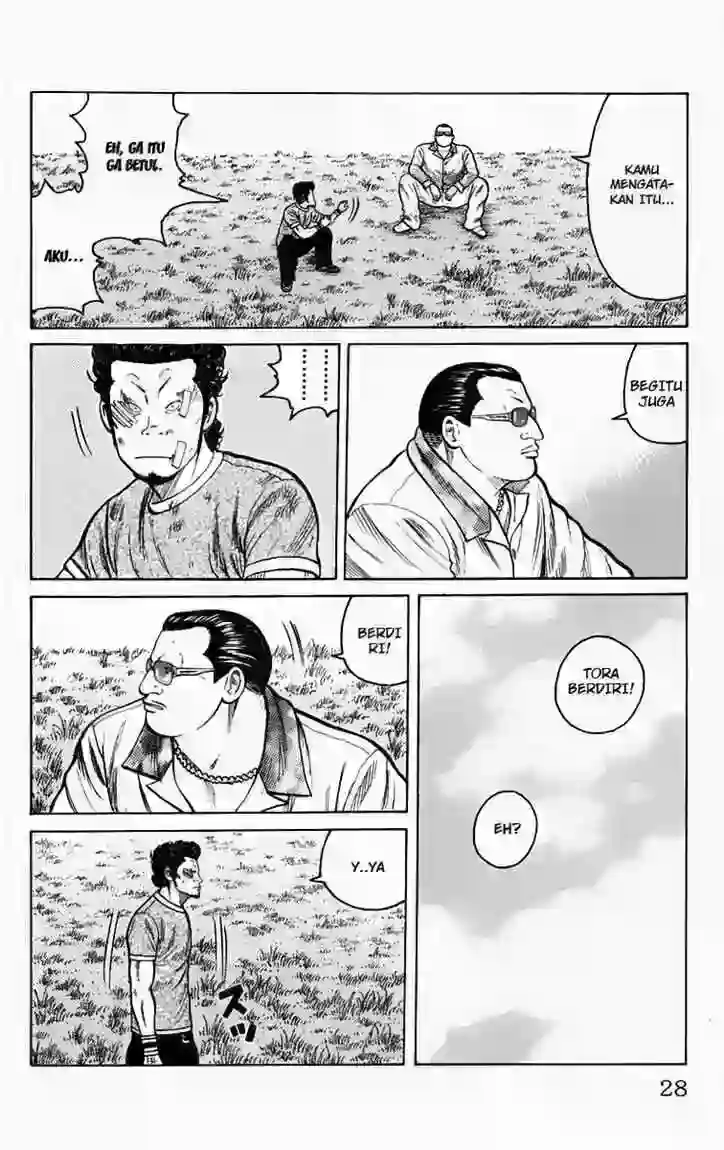 KAMU
MENGATA-
KAN ITU...
EH, GA ITU
GA BETUL.
AKU...
BEGITU
JUGA
...........
TORA
BERDIRI!
EH?
BERDI
RI!
Y..YA
スッ
28